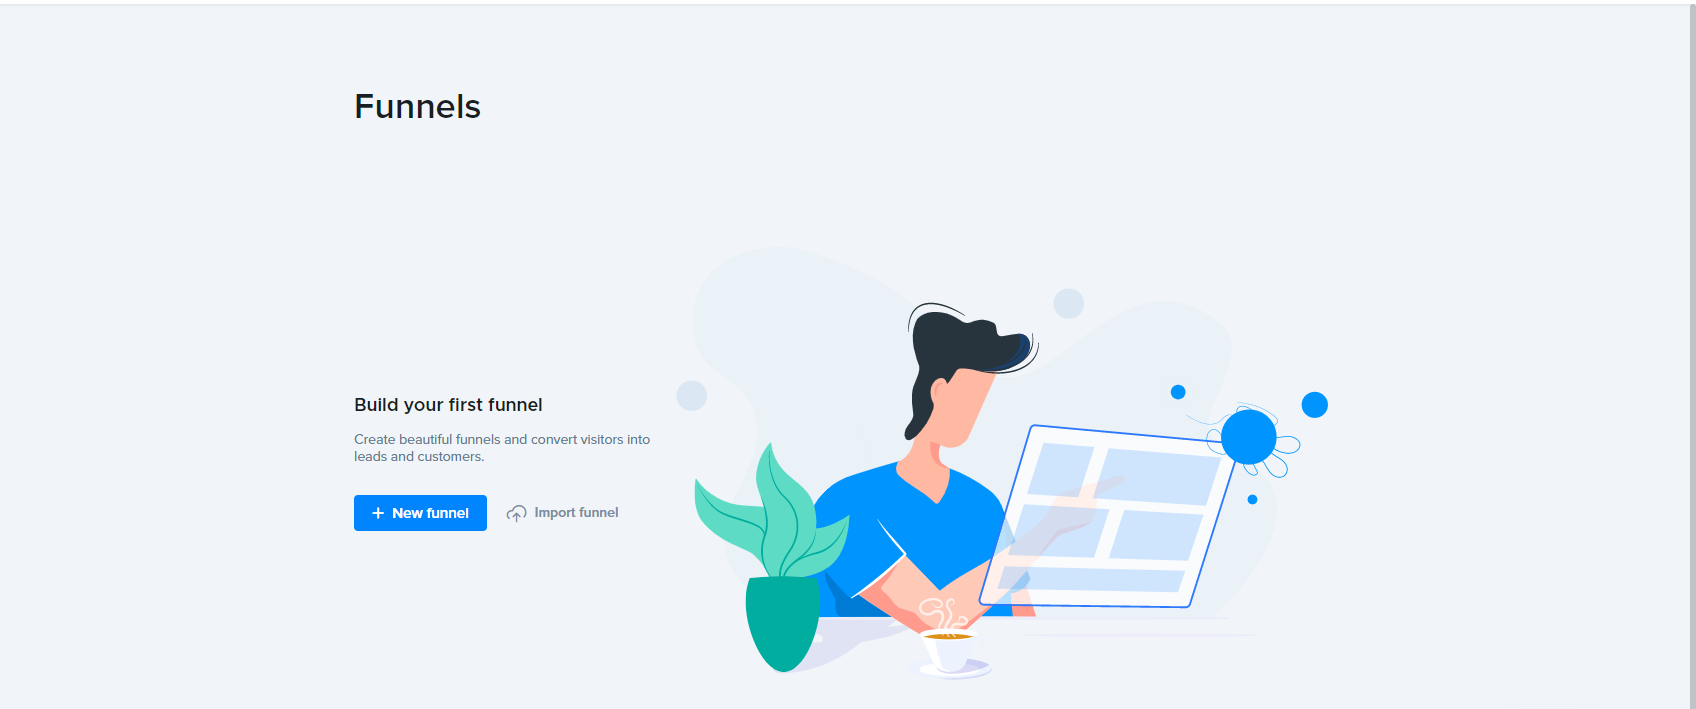 Funnels
Build your first funnel
Create beautiful funnels and convert visitors into
leads and customers.
+ New funnel
Import funnel